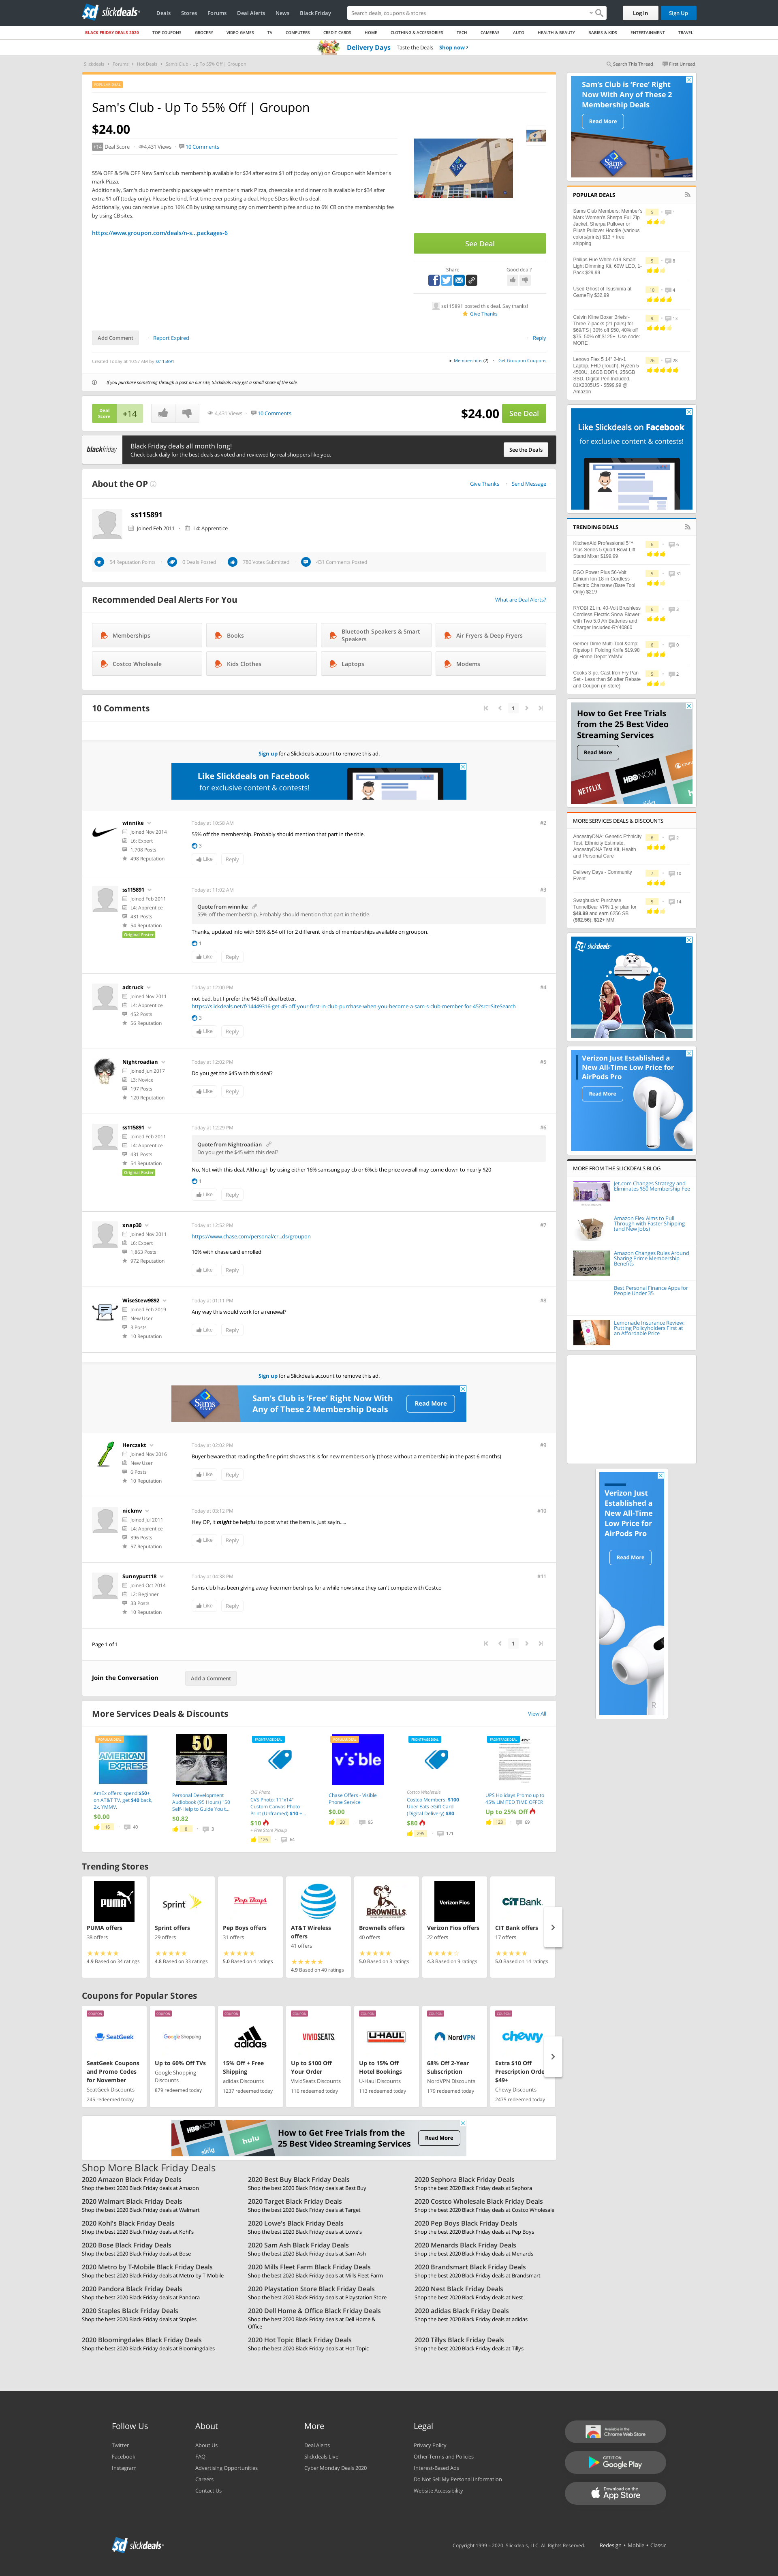 slickdeals
Deals
Stores
Forums
Deal Alerts
News
Black Friday
Search deals, coupons & stores
Log In
Sign Up
BLACK FRIDAY DEALS 2020
TOP COUPONS
GROCERY
VIDEO GAMES
TV
COMPUTERS
CREDIT CARDS
HOME
CLOTHING & ACCESSORIES
TECH
CAMERAS
AUTO
HEALTH & BEAUTY
BABIES & KIDS
ENTERTAINMENT
TRAVEL
Delivery Days Taste the Deals Shop now ›
Slickdeals › Forums › Hot Deals › Sam's Club - Up To 55% Off | Groupon
Search This Thread
First Unread
Sam's Club - Up To 55% Off | Groupon
$24.00
+14 Deal Score
4,431 Views
10 Comments
55% OFF & 54% OFF New Sam's club membership available for $24 after extra $1 off (today only) on Groupon with Member's
mark Pizza.
Additionally, Sam's club membership package with member's mark Pizza, cheescake and dinner rolls available for $34 after
extra $1 off (today only). Please be kind, first time ever posting a deal. Hope SDers like this deal.
Addtionally, you can receive up to 16% CB by using samsung pay on membership fee and up to 6% CB on the membership fee
by using CB sites.
https://www.groupon.com/deals/n-s...packages-6
See Deal
Share
Good deal?
ss115891 posted this deal. Say thanks!
Give Thanks
Add Comment
Report Expired
Reply
Created Today at 10:57 AM by ss115891
in Memberships (2)
Get Groupon Coupons
If you purchase something through a post on our site, Slickdeals may get a small share of the sale.
Deal
Score
+14
4,431 Views
10 Comments
$24.00
See Deal
blackfriday
Black Friday deals all month long!
Check back daily for the best deals as voted and reviewed by real shoppers like you.
See the Deals
About the OP
Give Thanks
Send Message
ss115891
Joined Feb 2011
L4: Apprentice
54 Reputation Points
0 Deals Posted
780 Votes Submitted
431 Comments Posted
Recommended Deal Alerts For You
What are Deal Alerts?
Memberships
Books
Bluetooth Speakers & Smart
Speakers
Air Fryers & Deep Fryers
Costco Wholesale
Kids Clothes
Laptops
Modems
10 Comments
1
Sign up for a Slickdeals account to remove this ad.
Like Slickdeals on Facebook
for exclusive content & contests!
winnike
Joined Nov 2014
L6: Expert
1,708 Posts
498 Reputation
Today at 10:58 AM
#2
55% off the membership. Probably should mention that part in the title.
3
Like
Reply
ss115891
Joined Feb 2011
L4: Apprentice
431 Posts
54 Reputation
Original Poster
Today at 11:02 AM
#3
Quote from winnike
55% off the membership. Probably should mention that part in the title.
Thanks, updated info with 55% & 54 off for 2 different kinds of memberships available on groupon.
1
Like
Reply
adtruck
Joined Nov 2011
L4: Apprentice
452 Posts
56 Reputation
Today at 12:00 PM
#4
not bad. but I prefer the $45 off deal better.
https://slickdeals.net/f/14449316-get-45-off-your-first-in-club-purchase-when-you-become-a-sam-s-club-member-for-45?src=SiteSearch
3
Like
Reply
Nightroadian
Joined Jun 2017
L3: Novice
197 Posts
120 Reputation
Today at 12:02 PM
#5
Do you get the $45 with this deal?
Like
Reply
ss115891
Joined Feb 2011
L4: Apprentice
431 Posts
54 Reputation
Original Poster
Today at 12:29 PM
#6
Quote from Nightroadian
Do you get the $45 with this deal?
No, Not with this deal. Although by using either 16% samsung pay cb or 6%cb the price overall may come down to nearly $20
1
Like
Reply
xnap30
Joined Nov 2011
L6: Expert
1,863 Posts
972 Reputation
Today at 12:52 PM
#7
https://www.chase.com/personal/cr...ds/groupon
10% with chase card enrolled
Like
Reply
WiseStew9892
Joined Feb 2019
New User
3 Posts
10 Reputation
Today at 01:11 PM
#8
Any way this would work for a renewal?
Like
Reply
Sign up for a Slickdeals account to remove this ad.
Sam's Club is 'Free' Right Now With
Any of These 2 Membership Deals
Read More
Herczakt
Joined Nov 2016
New User
6 Posts
10 Reputation
Today at 02:02 PM
#9
Buyer beware that reading the fine print shows this is for new members only (those without a membership in the past 6 months)
Like
Reply
nickmv
Joined Jul 2011
L4: Apprentice
396 Posts
57 Reputation
Today at 03:12 PM
#10
Hey OP, it might be helpful to post what the item is. Just sayin.....
Like
Reply
Sunnyputt18
Joined Oct 2014
L2: Beginner
33 Posts
10 Reputation
Today at 04:38 PM
#11
Sams club has been giving away free memberships for a while now since they can't compete with Costco
Like
Reply
Page 1 of 1
1
Join the Conversation
Add a Comment
More Services Deals & Discounts
View All
AMERICAN
EXPRESS
AmEx offers: spend $50+
on AT&T TV, get $40 back,
2x, YMMV.
$0.00
16
40
50
Personal Development
Audiobook (95 Hours) "50
Self-Help to Guide You t...
$0.82
8
3
CVS Photo
CVS Photo: 11"x14"
Custom Canvas Photo
Print (Unframed) $10 + ...
$10
+ Free Store Pickup
126
64
visible
Chase Offers - Visible
Phone Service
$0.00
20
95
Costco Wholesale
Costco Members: $100
Uber Eats eGift Card
(Digital Delivery) $80
$80
295
171
UPS Holidays Promo up to
45% LIMITED TIME OFFER
Up to 25% Off
123
69
Trending Stores
PUMA
PUMA offers
38 offers
4.9 Based on 34 ratings
Sprint
Sprint offers
29 offers
4.8 Based on 33 ratings
Pep Boys
Pep Boys offers
31 offers
5.0 Based on 4 ratings
AT&T Wireless
offers
41 offers
4.9 Based on 40 ratings
BROWNELLS
Brownells offers
40 offers
5.0 Based on 3 ratings
Verizon Fios
Verizon Fios offers
22 offers
4.3 Based on 9 ratings
CIT BANK
CIT Bank offers
17 offers
5.0 Based on 14 ratings
Coupons for Popular Stores
COUPON
SeatGeek
SeatGeek Coupons
and Promo Codes
for November
SeatGeek Discounts
245 redeemed today
COUPON
Google Shopping
Up to 60% Off TVs
Google Shopping
Discounts
879 redeemed today
COUPON
adidas
15% Off + Free
Shipping
adidas Discounts
1237 redeemed today
COUPON
VIVID SEATS
Up to $100 Off
Your Order
VividSeats Discounts
116 redeemed today
COUPON
U-HAUL
Up to 15% Off
Hotel Bookings
U-Haul Discounts
113 redeemed today
COUPON
NordVPN
68% Off 2-Year
Subscription
NordVPN Discounts
179 redeemed today
COUPON
chewy
Extra $10 Off
Prescription Orde
$49+
Chewy Discounts
2475 redeemed today
HBO NOW
hulu
How to Get Free Trials from the
25 Best Video Streaming Services
Read More
Shop More Black Friday Deals
2020 Amazon Black Friday Deals
Shop the best 2020 Black Friday deals at Amazon
2020 Best Buy Black Friday Deals
Shop the best 2020 Black Friday deals at Best Buy
2020 Sephora Black Friday Deals
Shop the best 2020 Black Friday deals at Sephora
2020 Walmart Black Friday Deals
Shop the best 2020 Black Friday deals at Walmart
2020 Target Black Friday Deals
Shop the best 2020 Black Friday deals at Target
2020 Costco Wholesale Black Friday Deals
Shop the best 2020 Black Friday deals at Costco Wholesale
2020 Kohl's Black Friday Deals
Shop the best 2020 Black Friday deals at Kohl's
2020 Lowe's Black Friday Deals
Shop the best 2020 Black Friday deals at Lowe's
2020 Pep Boys Black Friday Deals
Shop the best 2020 Black Friday deals at Pep Boys
2020 Bose Black Friday Deals
Shop the best 2020 Black Friday deals at Bose
2020 Sam Ash Black Friday Deals
Shop the best 2020 Black Friday deals at Sam Ash
2020 Menards Black Friday Deals
Shop the best 2020 Black Friday deals at Menards
2020 Metro by T-Mobile Black Friday Deals
Shop the best 2020 Black Friday deals at Metro by T-Mobile
2020 Mills Fleet Farm Black Friday Deals
Shop the best 2020 Black Friday deals at Mills Fleet Farm
2020 Brandsmart Black Friday Deals
Shop the best 2020 Black Friday deals at Brandsmart
2020 Pandora Black Friday Deals
Shop the best 2020 Black Friday deals at Pandora
2020 Playstation Store Black Friday Deals
Shop the best 2020 Black Friday deals at Playstation Store
2020 Nest Black Friday Deals
Shop the best 2020 Black Friday deals at Nest
2020 Staples Black Friday Deals
Shop the best 2020 Black Friday deals at Staples
2020 Dell Home & Office Black Friday Deals
Shop the best 2020 Black Friday deals at Dell Home &
Office
2020 adidas Black Friday Deals
Shop the best 2020 Black Friday deals at adidas
2020 Bloomingdales Black Friday Deals
Shop the best 2020 Black Friday deals at Bloomingdales
2020 Hot Topic Black Friday Deals
Shop the best 2020 Black Friday deals at Hot Topic
2020 Tillys Black Friday Deals
Shop the best 2020 Black Friday deals at Tillys
Sam's Club is 'Free' Right
Now With Any of These 2
Membership Deals
Read More
POPULAR DEALS
Sams Club Members: Member's
Mark Women's Sherpa Full Zip
Jacket, Sherpa Pullover or
Plush Pullover Hoodie (various
colors/prints) $13 + free
shipping
Philips Hue White A19 Smart
Light Dimming Kit, 60W LED, 1-
Pack $29.99
Used Ghost of Tsushima at
GameFly $32.99
Calvin Kline Boxer Briefs -
Three 7-packs (21 pairs) for
$69/FS | 30% off $50, 40% off
$75, 50% off $125+. Use code:
MORE
Lenovo Flex 5 14" 2-in-1
Laptop, FHD (Touch), Ryzen 5
4500U, 16GB DDR4, 256GB
SSD, Digital Pen Included,
81X2005US - $599.99 @
Amazon
Like Slickdeals on Facebook
for exclusive content & contests!
TRENDING DEALS
KitchenAid Professional 5™
Plus Series 5 Quart Bowl-Lift
Stand Mixer $199.99
EGO Power Plus 56-Volt
Lithium Ion 18-in Cordless
Electric Chainsaw (Bare Tool
Only) $219
RYOBI 21 in. 40-Volt Brushless
Cordless Electric Snow Blower
with Two 5.0 Ah Batteries and
Charger Included-RY40860
Gerber Dime Multi-Tool &amp;
Ripstop II Folding Knife $19.98
@ Home Depot YMMV
Cooks 3-pc. Cast Iron Fry Pan
Set - Less than $6 after Rebate
and Coupon (in-store)
How to Get Free Trials
from the 25 Best Video
Streaming Services
Read More
NETFLIX
HBO NOW
hulu
MORE SERVICES DEALS & DISCOUNTS
AncestryDNA: Genetic Ethnicity
Test, Ethnicity Estimate,
AncestryDNA Test Kit, Health
and Personal Care
Delivery Days - Community
Event
Swagbucks: Purchase
TunnelBear VPN 1 yr plan for
$49.99 and earn 6256 SB
($62.56). $12+ MM
slickdeals
Verizon Just Established a
New All-Time Low Price for
AirPods Pro
Read More
MORE FROM THE SLICKDEALS BLOG
Jet.com Changes Strategy and
Eliminates $50 Membership Fee
Amazon Flex Aims to Pull
Through with Faster Shipping
(and New Jobs)
Amazon Changes Rules Around
Sharing Prime Membership
Benefits
Best Personal Finance Apps for
People Under 35
Lemonade Insurance Review:
Putting Policyholders First at
an Affordable Price
Verizon Just
Established a
New All-Time
Low Price for
AirPods Pro
Read More
Follow Us
Twitter
Facebook
Instagram
About
About Us
FAQ
Advertising Opportunities
Careers
Contact Us
More
Deal Alerts
Slickdeals Live
Cyber Monday Deals 2020
Legal
Privacy Policy
Other Terms and Policies
Interest-Based Ads
Do Not Sell My Personal Information
Website Accessibility
Available in the
Chrome Web Store
GET IT ON
Google Play
Download on the
App Store
slickdeals
Copyright 1999 - 2020. Slickdeals, LLC. All Rights Reserved.
Redesign • Mobile • Classic